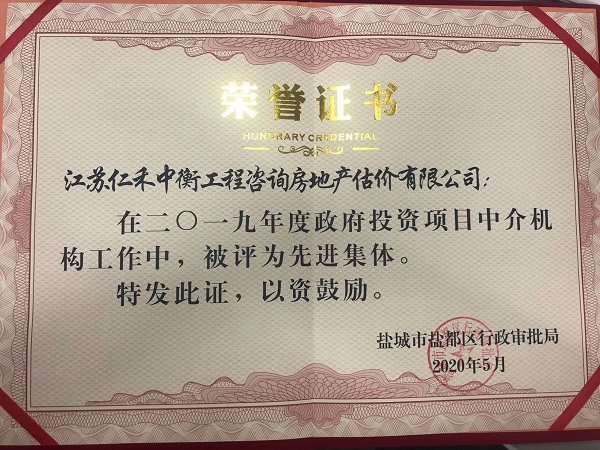 荣誉证书
HONORARY CREDENTIAL
江苏仁禾中衡工程咨询房地产估价有限公司：
在二〇一九年度政府投资项目中介机
构工作中，被评为先进集体。
特发此证，以资鼓励。
盐城市盐都区行政审批局
2020年5月